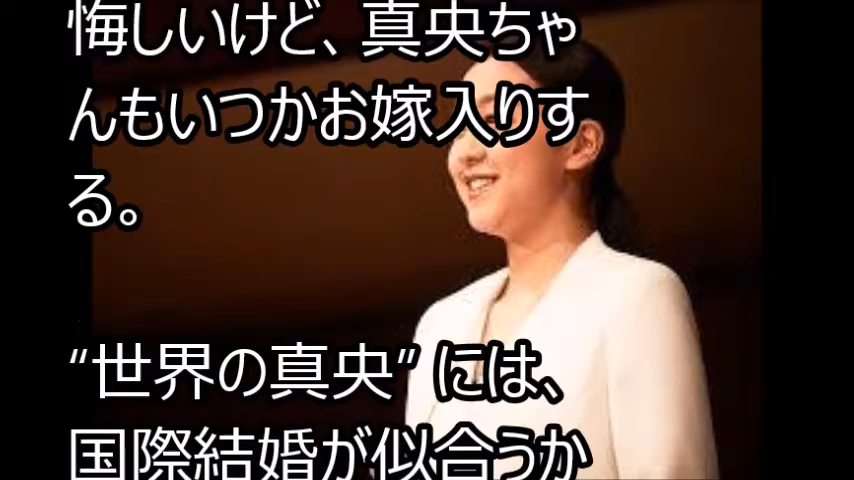 悔しいけど、真央ちゃ
んもいつかお嫁入りす
る。
“世界の真央” には、
国際結婚が似合うか